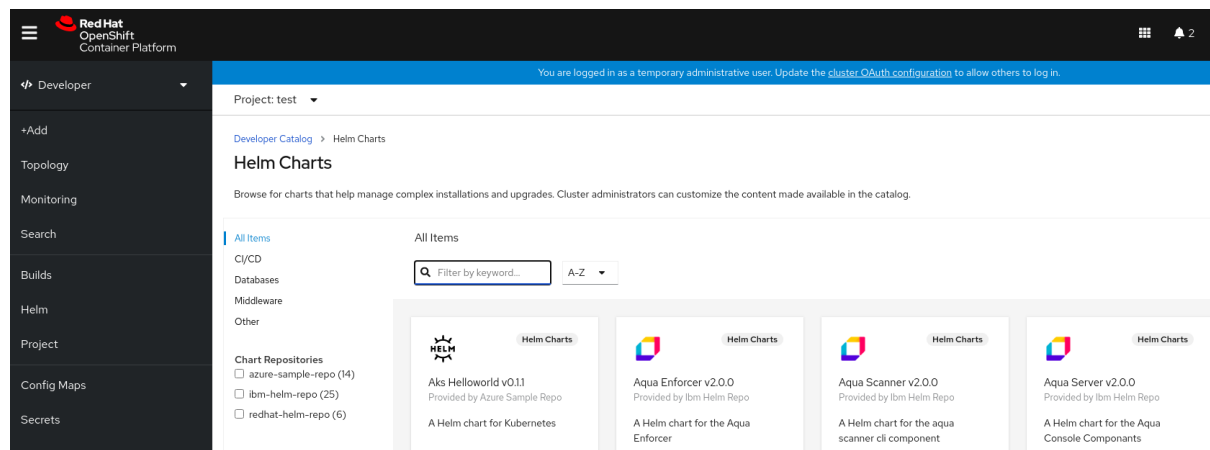 Red Hat
OpenShift
Container Platform
2
Developer
You are logged in as a temporary administrative user. Update the cluster OAuth configuration to allow others to log in.
Project: test
+Add
Topology
Monitoring
Search
Builds
Helm
Project
Config Maps
Secrets
Developer Catalog > Helm Charts
Helm Charts
Browse for charts that help manage complex installations and upgrades. Cluster administrators can customize the content made available in the catalog.
All Items
CI/CD
Databases
Middleware
Other
Chart Repositories
azure-sample-repo (14)
ibm-helm-repo (25)
redhat-helm-repo (6)
All Items
Filter by keyword...
A-Z
HELM
Helm Charts
Aks Helloworld v0.1.1
Provided by Azure Sample Repo
A Helm chart for Kubernetes
Helm Charts
Aqua Enforcer v2.0.0
Provided by Ibm Helm Repo
A Helm chart for the Aqua
Enforcer
Helm Charts
Aqua Scanner v2.0.0
Provided by Ibm Helm Repo
A Helm chart for the aqua
scanner cli component
Helm Charts
Aqua Server v2.0.0
Provided by Ibm Helm Repo
A Helm chart for the Aqua
Console Componants